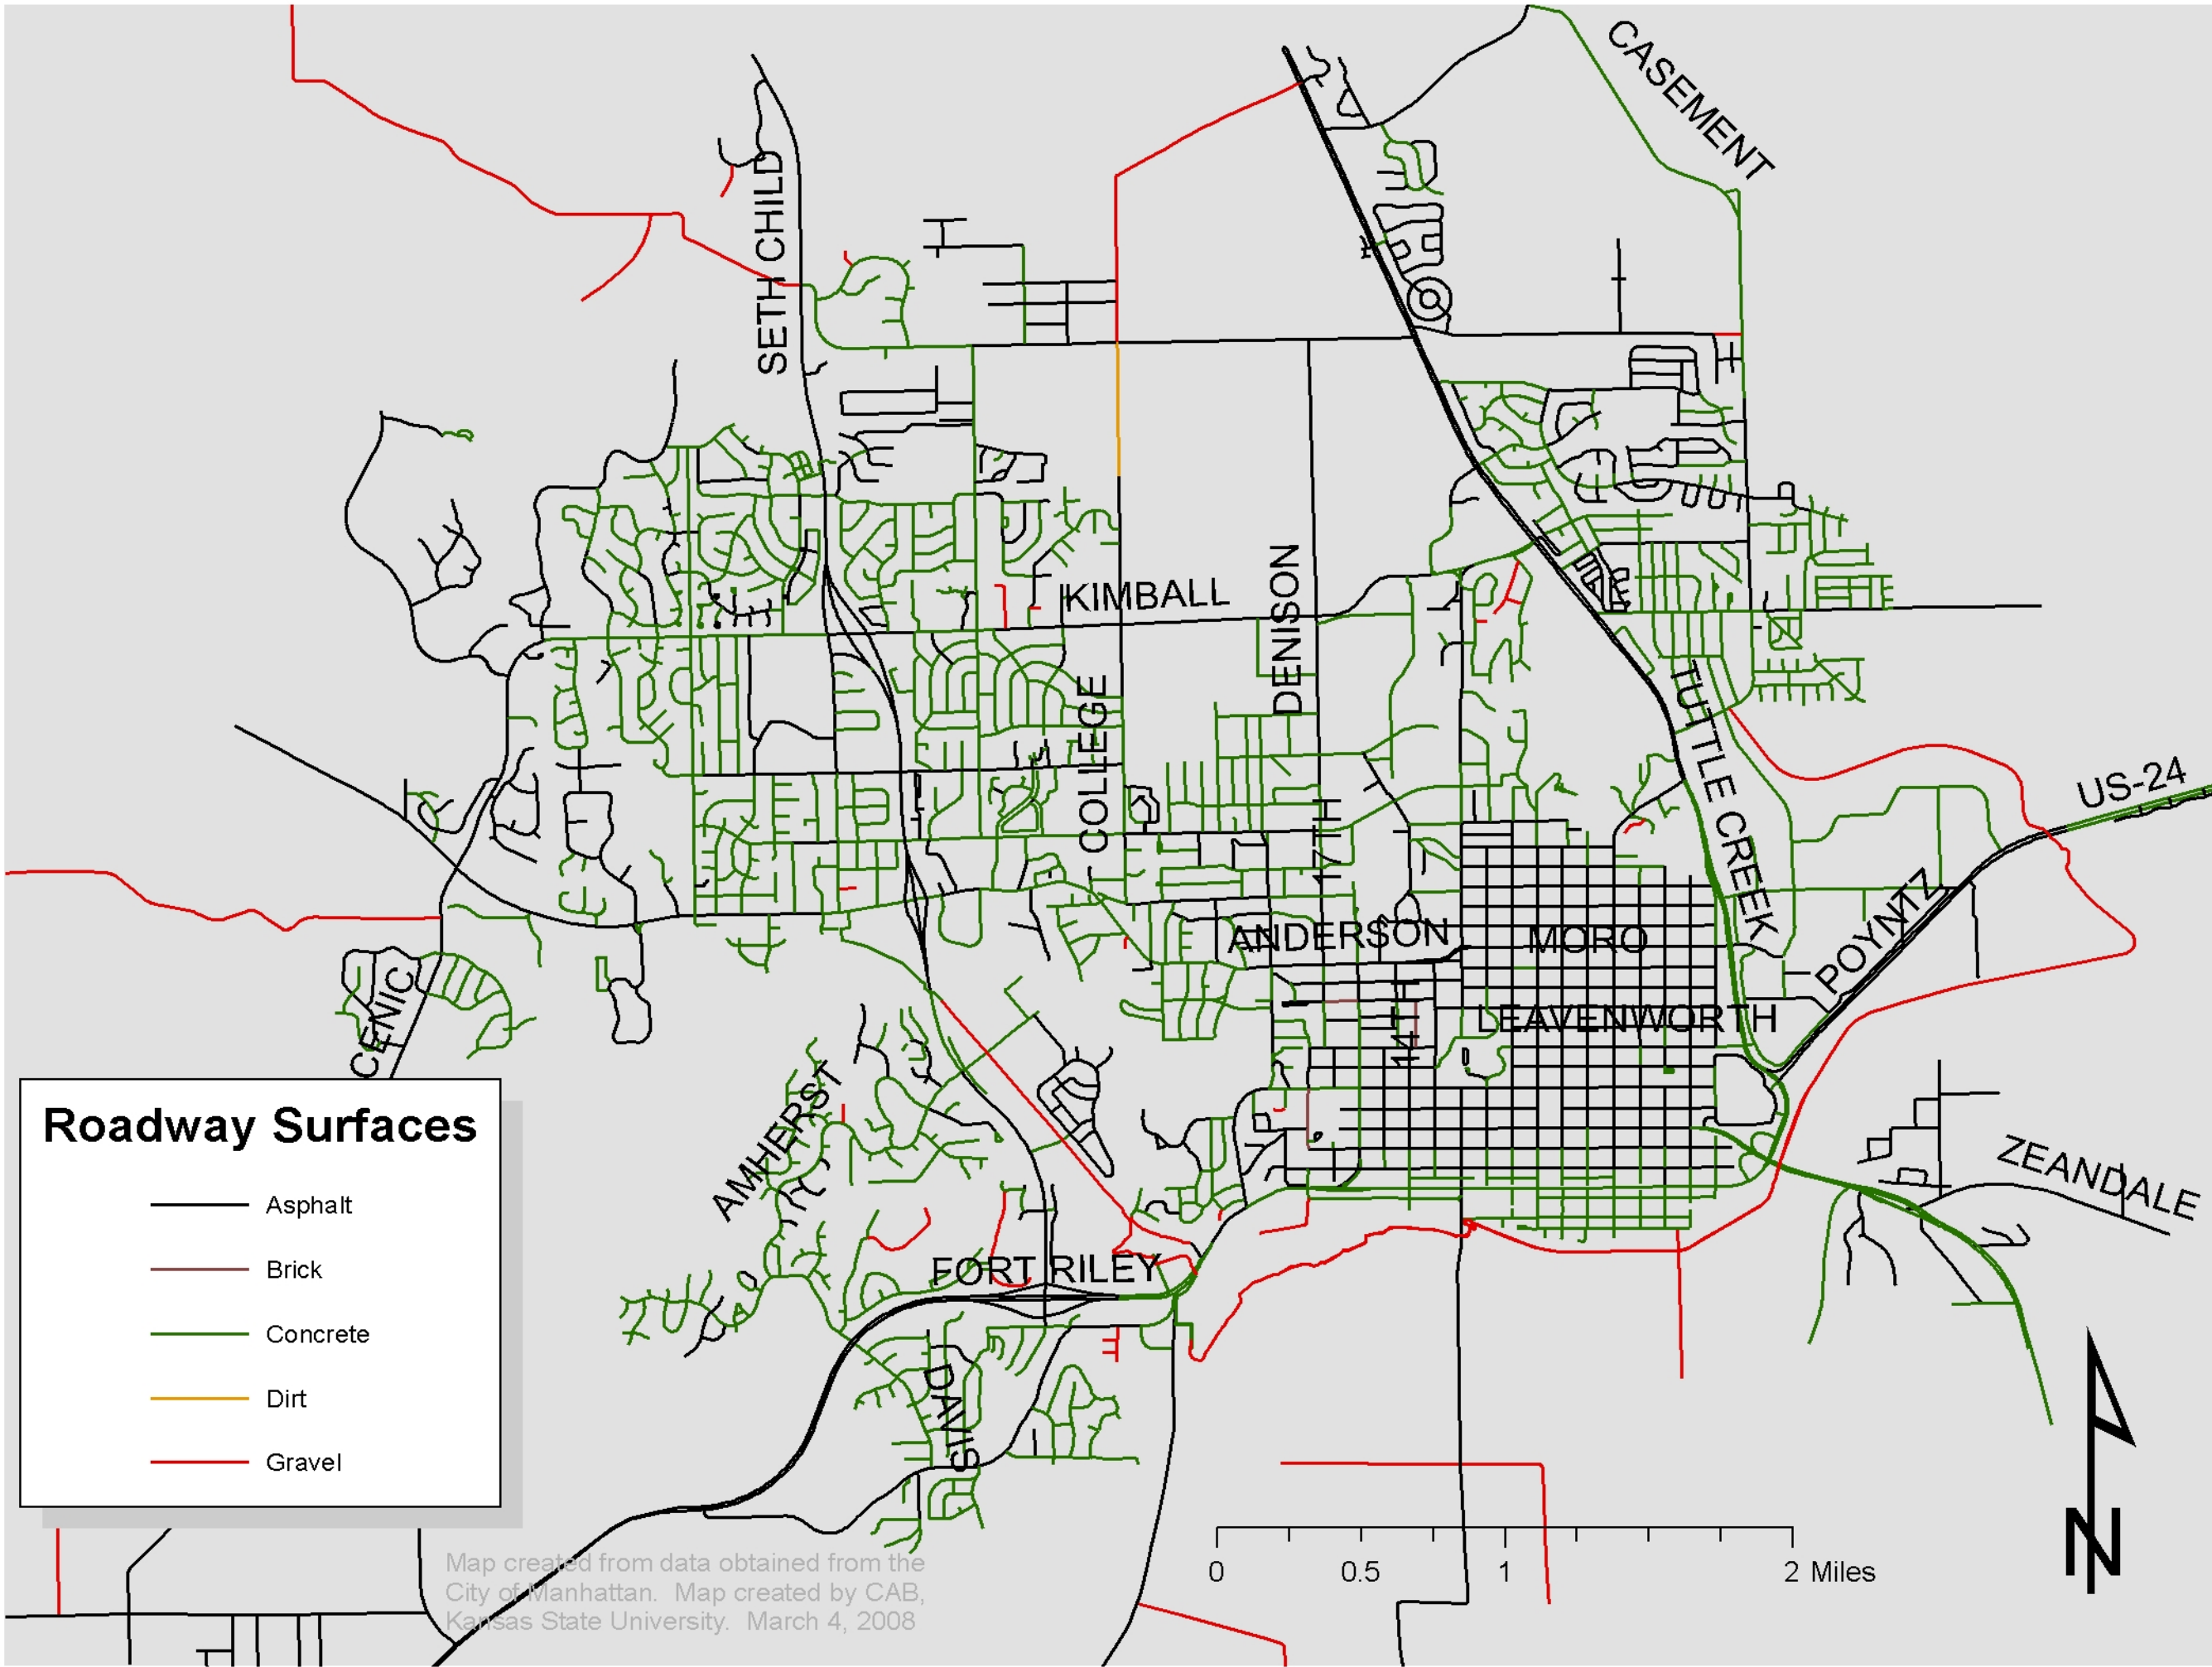 CASEMENT
SETH CHILD
KIMBALL
DENISON
COLLEGE
TUTTLE CREEK
US-24
17TH
ANDERSON
MORO
POYNTZ
CENIC
14TH
LEAVENWORTH
AMHERST
ZEANDALE
FORT RILEY
DAVIS
Roadway Surfaces
Asphalt
Brick
Concrete
Dirt
Gravel
Map created from data obtained from the
City of Manhattan. Map created by CAB,
Kansas State University. March 4, 2008
0 0.5 1 2 Miles
N